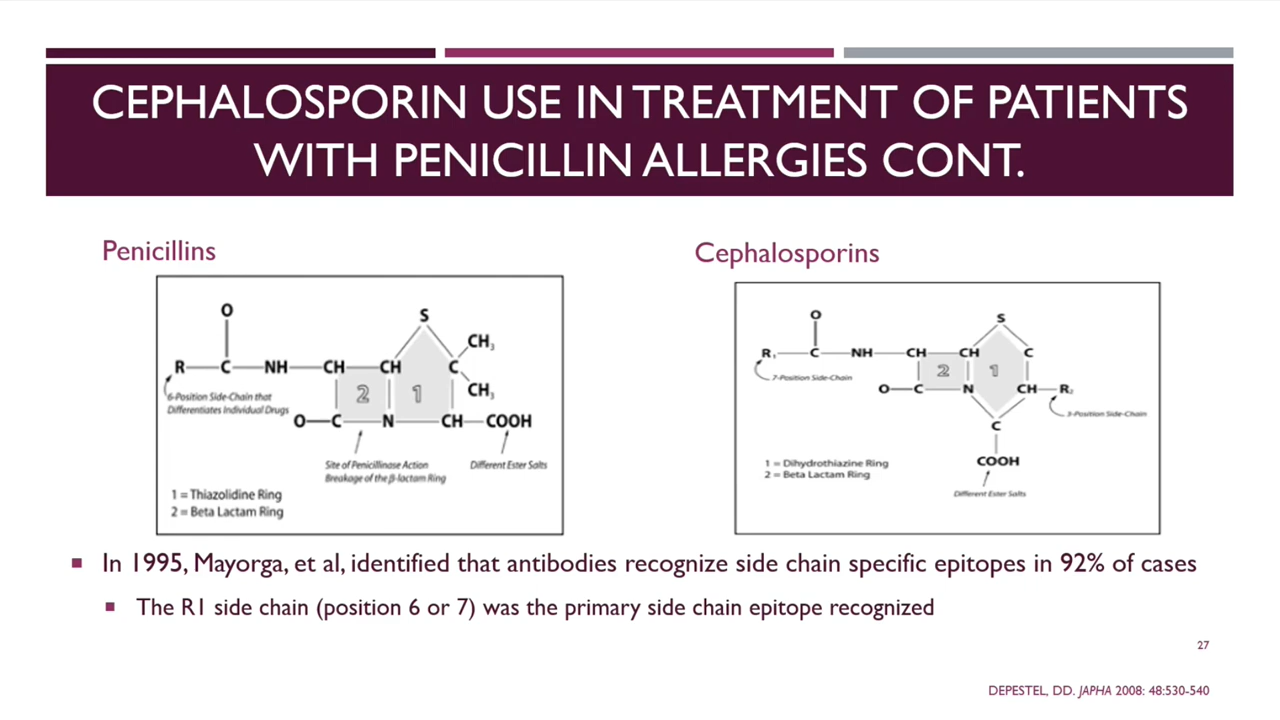 CEPHALOSPORIN USE IN TREATMENT OF PATIENTS
WITH PENICILLIN ALLERGIES CONT.
Penicillins
O
S
CH3
R—C—NH—CH CH C
CH3
6-Position Side-Chain that
Differentiates Individual Drugs
2 1
O—C—N—CH—COOH
Site of Penicillinase Action
Breakage of the β-lactam Ring
Different Ester Salts
1 = Thiazolidine Ring
2 = Beta Lactam Ring
Cephalosporins
O
S
R1—C—NH—CH—CH C
7-Position Side-Chain
2 1
O—C—N CH—R2
3-Position Side-Chain
C
COOH
1 = Dihydrothiazine Ring
2 = Beta Lactam Ring
Different Ester Salts
In 1995, Mayorga, et al, identified that antibodies recognize side chain specific epitopes in 92% of cases
The R1 side chain (position 6 or 7) was the primary side chain epitope recognized
27
DEPESTEL, DD. JAPHA 2008: 48:530-540